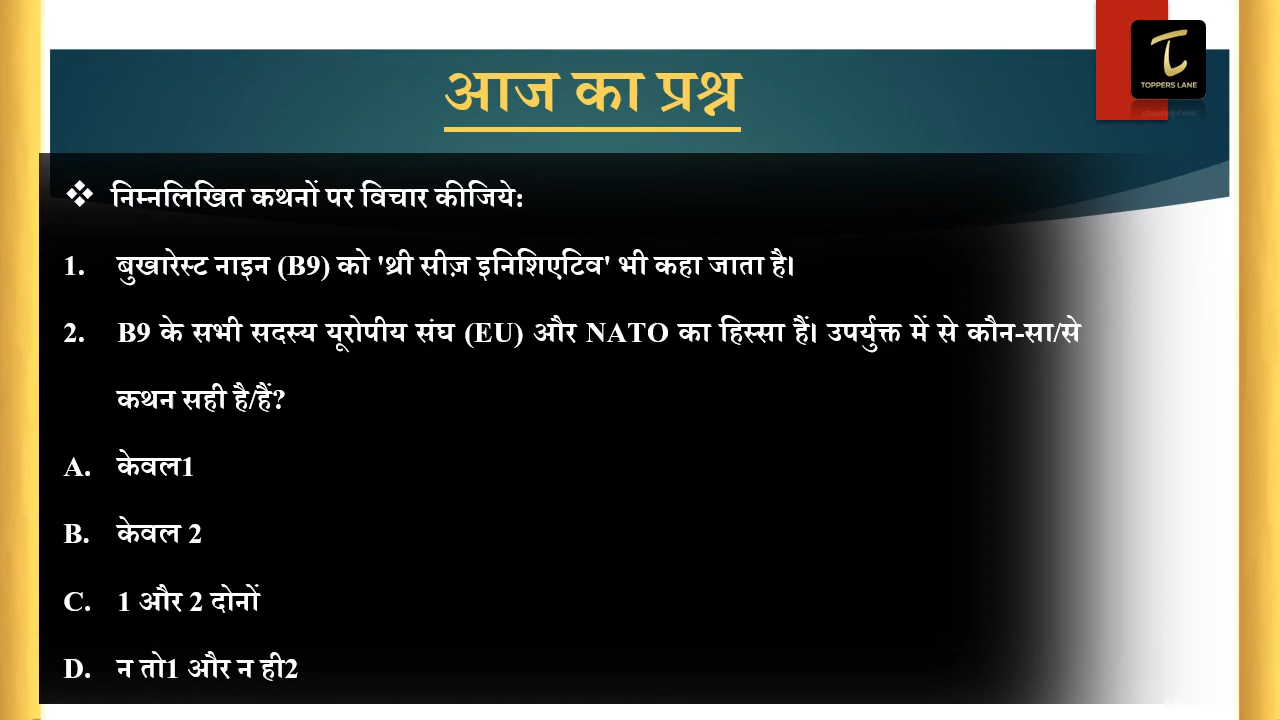 आज का प्रश्न
TOPPERS LANE
❖ निम्नलिखित कथनों पर विचार कीजिये:
1. बुखारेस्ट नाइन (B9) को 'थ्री सीज़ इनिशिएटिव' भी कहा जाता है।
2. B9 के सभी सदस्य यूरोपीय संघ (EU) और NATO का हिस्सा हैं। उपर्युक्त में से कौन-सा/से
कथन सही है/हैं?
A. केवल1
B. केवल 2
C. 1 और 2 दोनों
D. न तो1 और न ही2